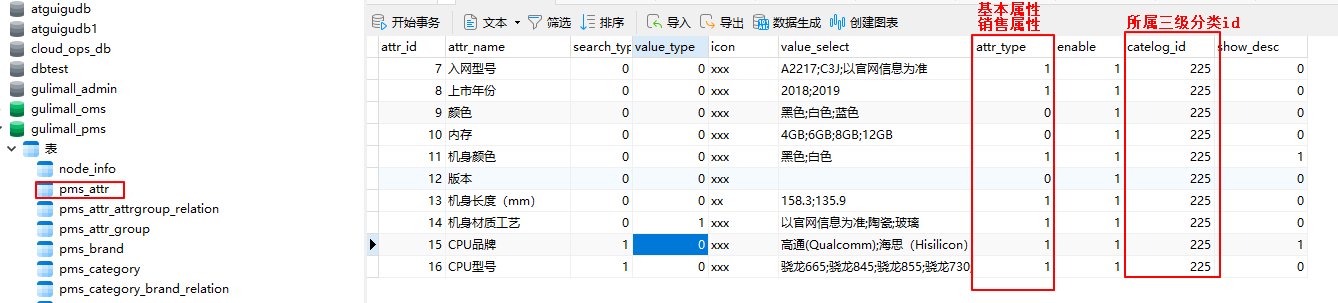 atguigudb
atguigudb1
cloud_ops_db
dbtest
gulimall_admin
gulimall_oms
gulimall_pms
表
node_info
pms_attr
pms_attr_attrgroup_relation
pms_attr_group
pms_brand
pms_category
pms_category_brand_relation
开始事务 文本 筛选 排序 导入 导出 数据生成 创建图表
基本属性
销售属性
所属三级分类id
attr_id attr_name search_typ value_type icon value_select attr_type enable catelog_id show_desc
7 入网型号 0 0 xxx A2217;C3J;以官网信息为准 1 1 225 0
8 上市年份 0 0 xxx 2018;2019 1 1 225 0
9 颜色 0 0 xxx 黑色;白色;蓝色 0 1 225 0
10 内存 0 0 xxx 4GB;6GB;8GB;12GB 0 1 225 0
11 机身颜色 0 0 xxx 黑色;白色 1 1 225 1
12 版本 0 0 xxx 0 1 225 0
13 机身长度（mm） 0 0 xx 158.3;135.9 1 1 225 0
14 机身材质工艺 0 1 xxx 以官网信息为准;陶瓷;玻璃 1 1 225 0
15 CPU品牌 1 0 xxx 高通(Qualcomm);海思（Hisilicon） 1 1 225 1
16 CPU型号 1 0 xxx 骁龙665;骁龙845;骁龙855;骁龙730; 1 1 225 0